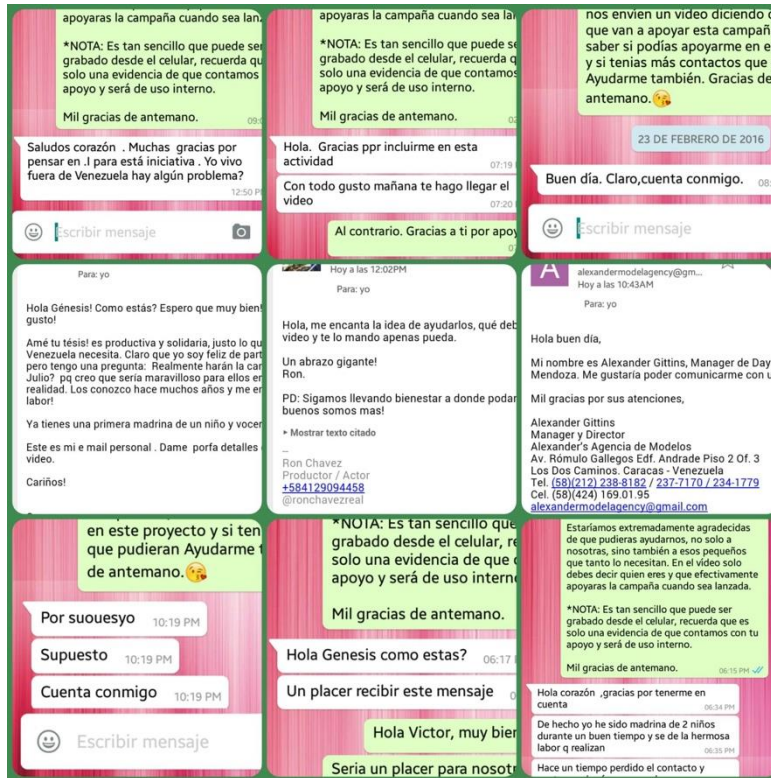 apoyaras la campaña cuando sea lanz
*NOTA: Es tan sencillo que puede ser
grabado desde el celular, recuerda qu
solo una evidencia de que contamos
apoyo y será de uso interno.
Mil gracias de antemano.
Saludos corazón . Muchas gracias por
pensar en .I para está iniciativa . Yo vivo
fuera de Venezuela hay algún problema?
12:50 P
Escribir mensaje
apoyaras la campaña cuando sea la
*NOTA: Es tan sencillo que puede se
grabado desde el celular, recuerda q
solo una evidencia de que contamos
apoyo y será de uso interno.
Mil gracias de antemano.
Hola. Gracias ppr incluirme en esta
actividad
07:19
Con todo gusto mañana te hago llegar el
video
07:20
Al contrario. Gracias a ti por apoy
nos envíen un video diciendo
que van a apoyar esta campañ
saber si podías apoyarme en e
y si tenias más contactos que
Ayudarme también. Gracias de
antemano.
23 DE FEBRERO DE 2016
Buen día. Claro,cuenta conmigo.
08:
Escribir mensaje
Para: yo
Hola Génesis! Como estás? Espero que muy bien!
gusto!
Amé tu tésis! es productiva y solidaria, justo lo qu
Venezuela necesita. Claro que yo soy feliz de part
pero tengo una pregunta: Realmente harán la car
Julio? pq creo que sería maravilloso para ellos er
realidad. Los conozco hace muchos años y me er
labor!
Ya tienes una primera madrina de un niño y vocer
Este es mi e mail personal . Dame porfa detalles
video.
Cariños!
Hoy a las 12:02PM
Para: yo
Hola, me encanta la idea de ayudarlos, qué deb
video y te lo mando apenas pueda.
Un abrazo gigante!
Ron.
PD: Sigamos llevando bienestar a donde podar
buenos somos mas!
▸ Mostrar texto citado
--
Ron Chavez
Productor / Actor
+584129094458
@ronchavezreal
A
alexandermodelagency@gm...
Hoy a las 10:43AM
Para: yo
Hola buen día,
Mi nombre es Alexander Gittins, Manager de Day
Mendoza. Me gustaría poder comunicarme con u
Mil gracias por sus atenciones,
Alexander Gittins
Manager y Director
Alexander's Agencia de Modelos
Av. Rómulo Gallegos Edf. Andrade Piso 2 Of. 3
Los Dos Caminos. Caracas - Venezuela
Tel. (58)(212) 238-8182 / 237-7170 / 234-1779
Cel. (58)(424) 169.01.95
alexandermodelagency@gmail.com
en este proyecto y si ten
que pudieran Ayudarme t
de antemano.
Por suouesyo 10:19 PM
Supuesto 10:19 PM
Cuenta conmigo 10:19 PM
Escribir mensaje
*NOTA: Es tan sencillo que
grabado desde el celular, re
solo una evidencia de que c
apoyo y será de uso intern
Mil gracias de antemano.
Hola Genesis como estas? 06:17
Un placer recibir este mensaje
Hola Victor, muy bier
Seria un placer para nosotr
Estaríamos extremadamente agradecidas
de que pudieras ayudarnos, no solo a
nosotras, sino también a esos pequeños
que tanto lo necesitan. En el video solo
debes decir quien eres y que efectivamente
apoyaras la campaña cuando sea lanzada.
*NOTA: Es tan sencillo que puede ser
grabado desde el celular, recuerda que es
solo una evidencia de que contamos con tu
apoyo y será de uso interno.
Mil gracias de antemano.
06:15 PM
Hola corazón ,gracias por tenerme en
cuenta
06:34 PM
De hecho yo he sido madrina de 2 niños
durante un buen tiempo y se de la hermosa
labor q realizan
06:35 PM
Hace un tiempo perdido el contacto y